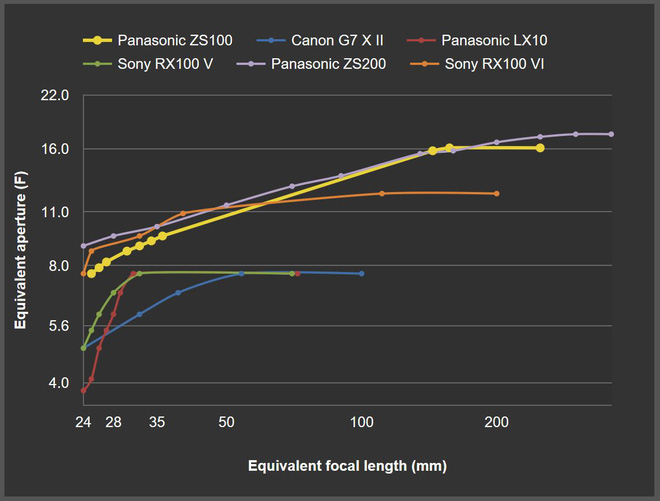 Panasonic ZS100 Canon G7 X II Panasonic LX10
Sony RX100 V Panasonic ZS200 Sony RX100 VI
22.0
16.0
11.0
8.0
5.6
4.0
Equivalent aperture (F)
24 28 35 50 100 200
Equivalent focal length (mm)